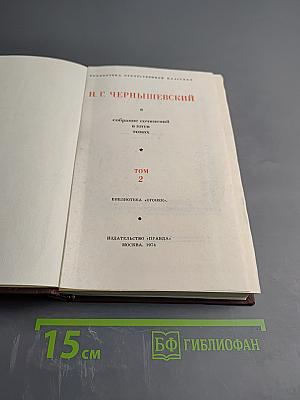 БИБЛИОТЕКА ОТЕЧЕСТВЕННОЙ КЛАССИКИ
Н. Г. ЧЕРНЫШЕВСКИЙ
собрание сочинений
в пяти
томах
ТОМ
2
БИБЛИОТЕКА «ОГОНЕК».
ИЗДАТЕЛЬСТВО «ПРАВДА»
МОСКВА, 1974
15 см
БФ БИБЛИОФАН